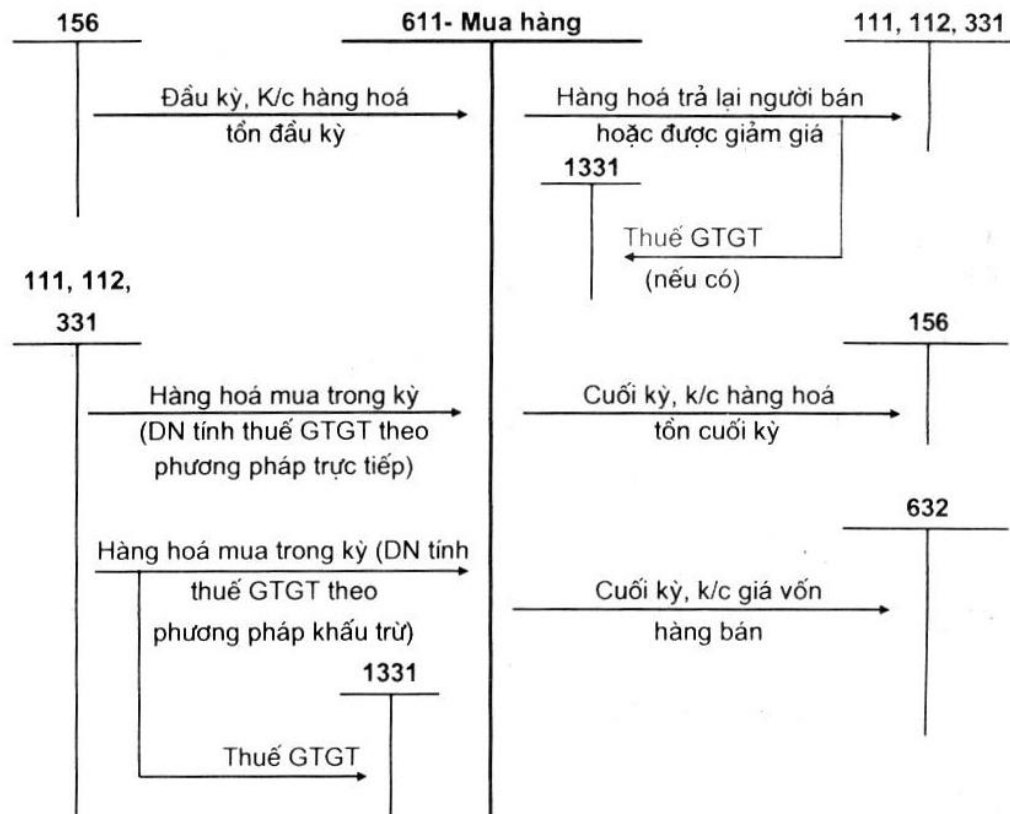 156
611- Mua hàng
111, 112, 331
Đầu kỳ, K/c hàng hoá
tồn đầu kỳ
Hàng hoá trả lại người bán
hoặc được giảm giá
1331
Thuế GTGT
(nếu có)
111, 112,
331
156
Hàng hoá mua trong kỳ
(DN tính thuế GTGT theo
phương pháp trực tiếp)
Cuối kỳ, k/c hàng hoá
tồn cuối kỳ
632
Hàng hoá mua trong kỳ (DN tính
thuế GTGT theo
phương pháp khấu trừ)
Cuối kỳ, k/c giá vốn
hàng bán
1331
Thuế GTGT